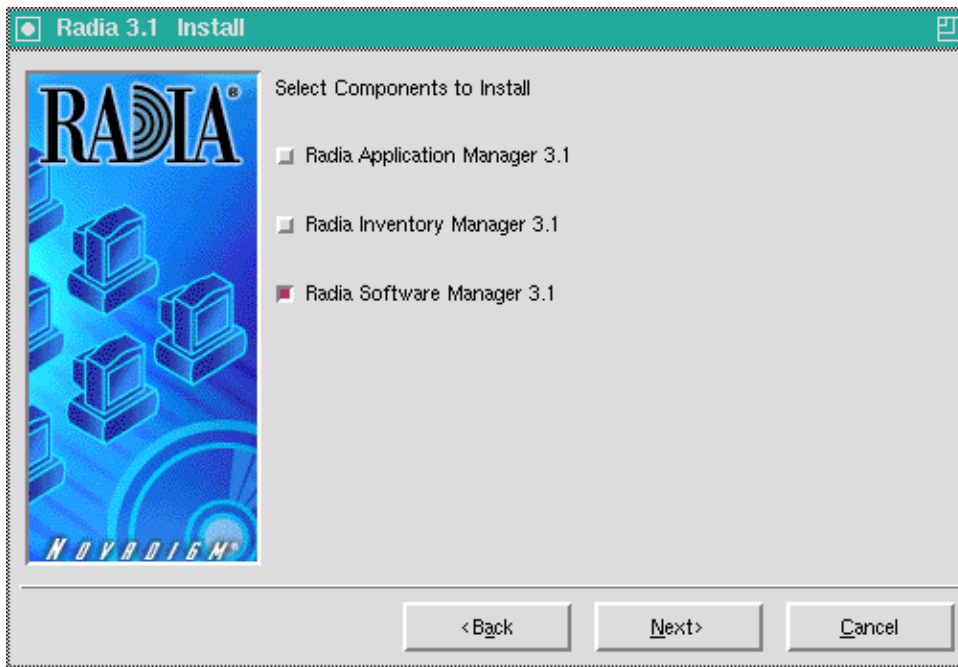 Radia 3.1 Install
RADIA®
Select Components to Install
Radia Application Manager 3.1
Radia Inventory Manager 3.1
Radia Software Manager 3.1
NOVADIGM®
<Back
Next>
Cancel